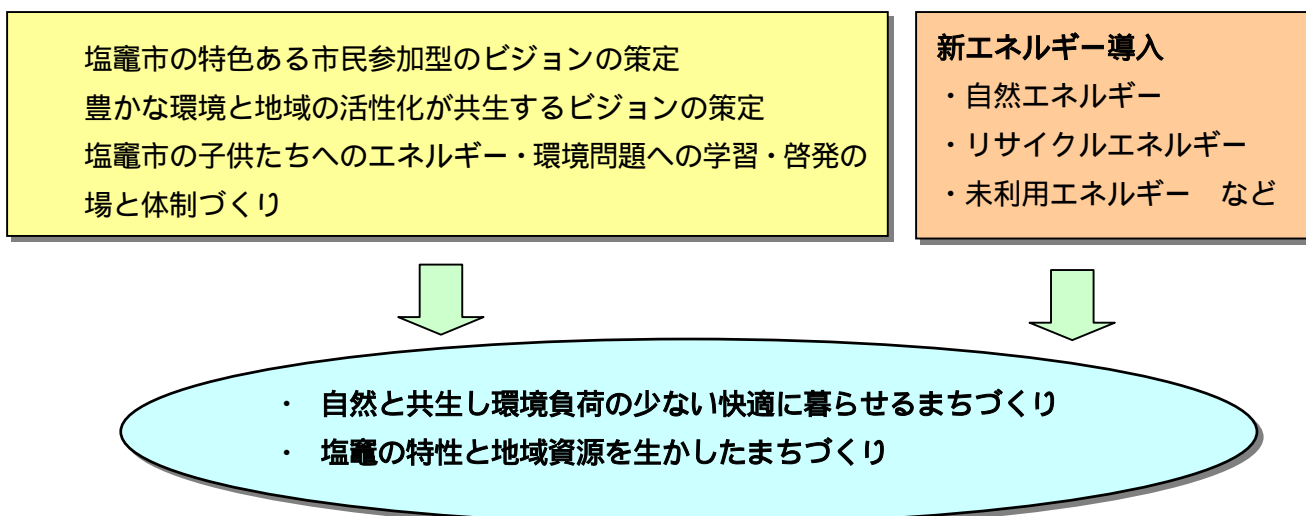 塩竈市の特色ある市民参加型のビジョンの策定
豊かな環境と地域の活性化が共生するビジョンの策定
塩竈市の子供たちへのエネルギー・環境問題への学習・啓発の
場と体制づくり
新エネルギー導入
・自然エネルギー
・リサイクルエネルギー
・未利用エネルギー　など
・ 自然と共生し環境負荷の少ない快適に暮らせるまちづくり
・ 塩竈の特性と地域資源を生かしたまちづくり